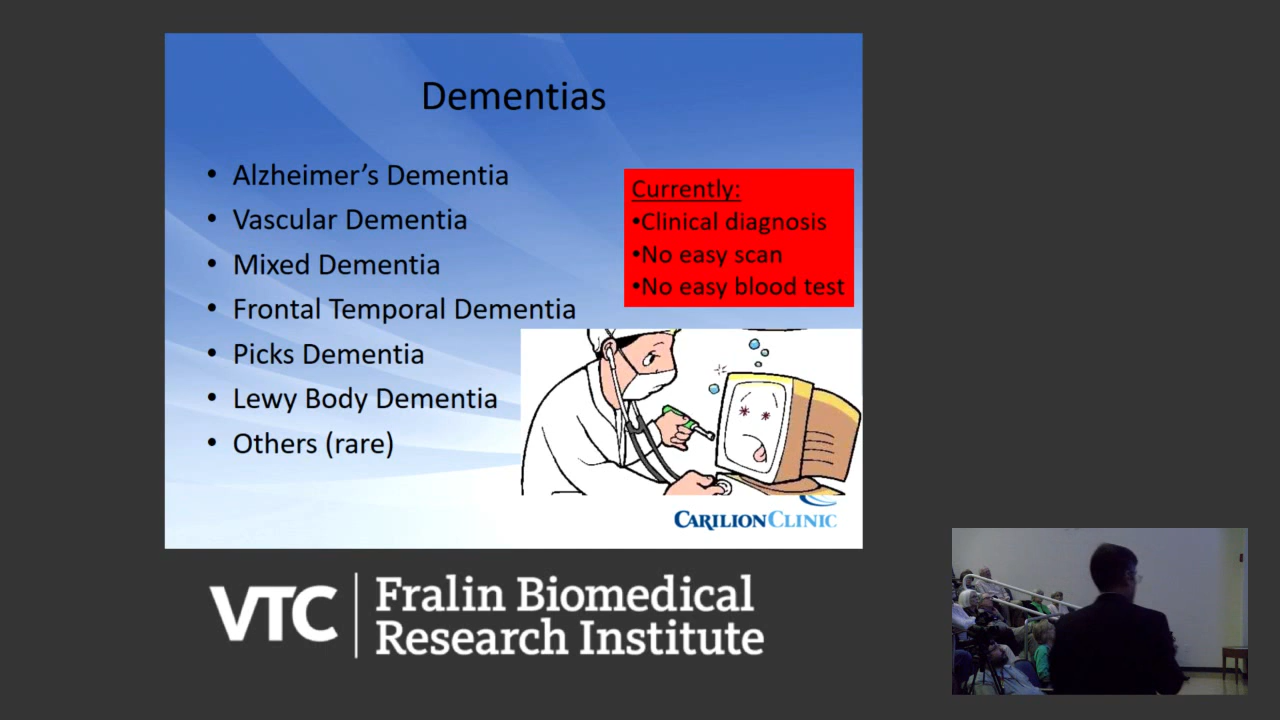 Dementias
• Alzheimer’s Dementia
• Vascular Dementia
• Mixed Dementia
• Frontal Temporal Dementia
• Picks Dementia
• Lewy Body Dementia
• Others (rare)
Currently:
•Clinical diagnosis
•No easy scan
•No easy blood test
CARILION CLINIC
VTC
Fralin Biomedical
Research Institute